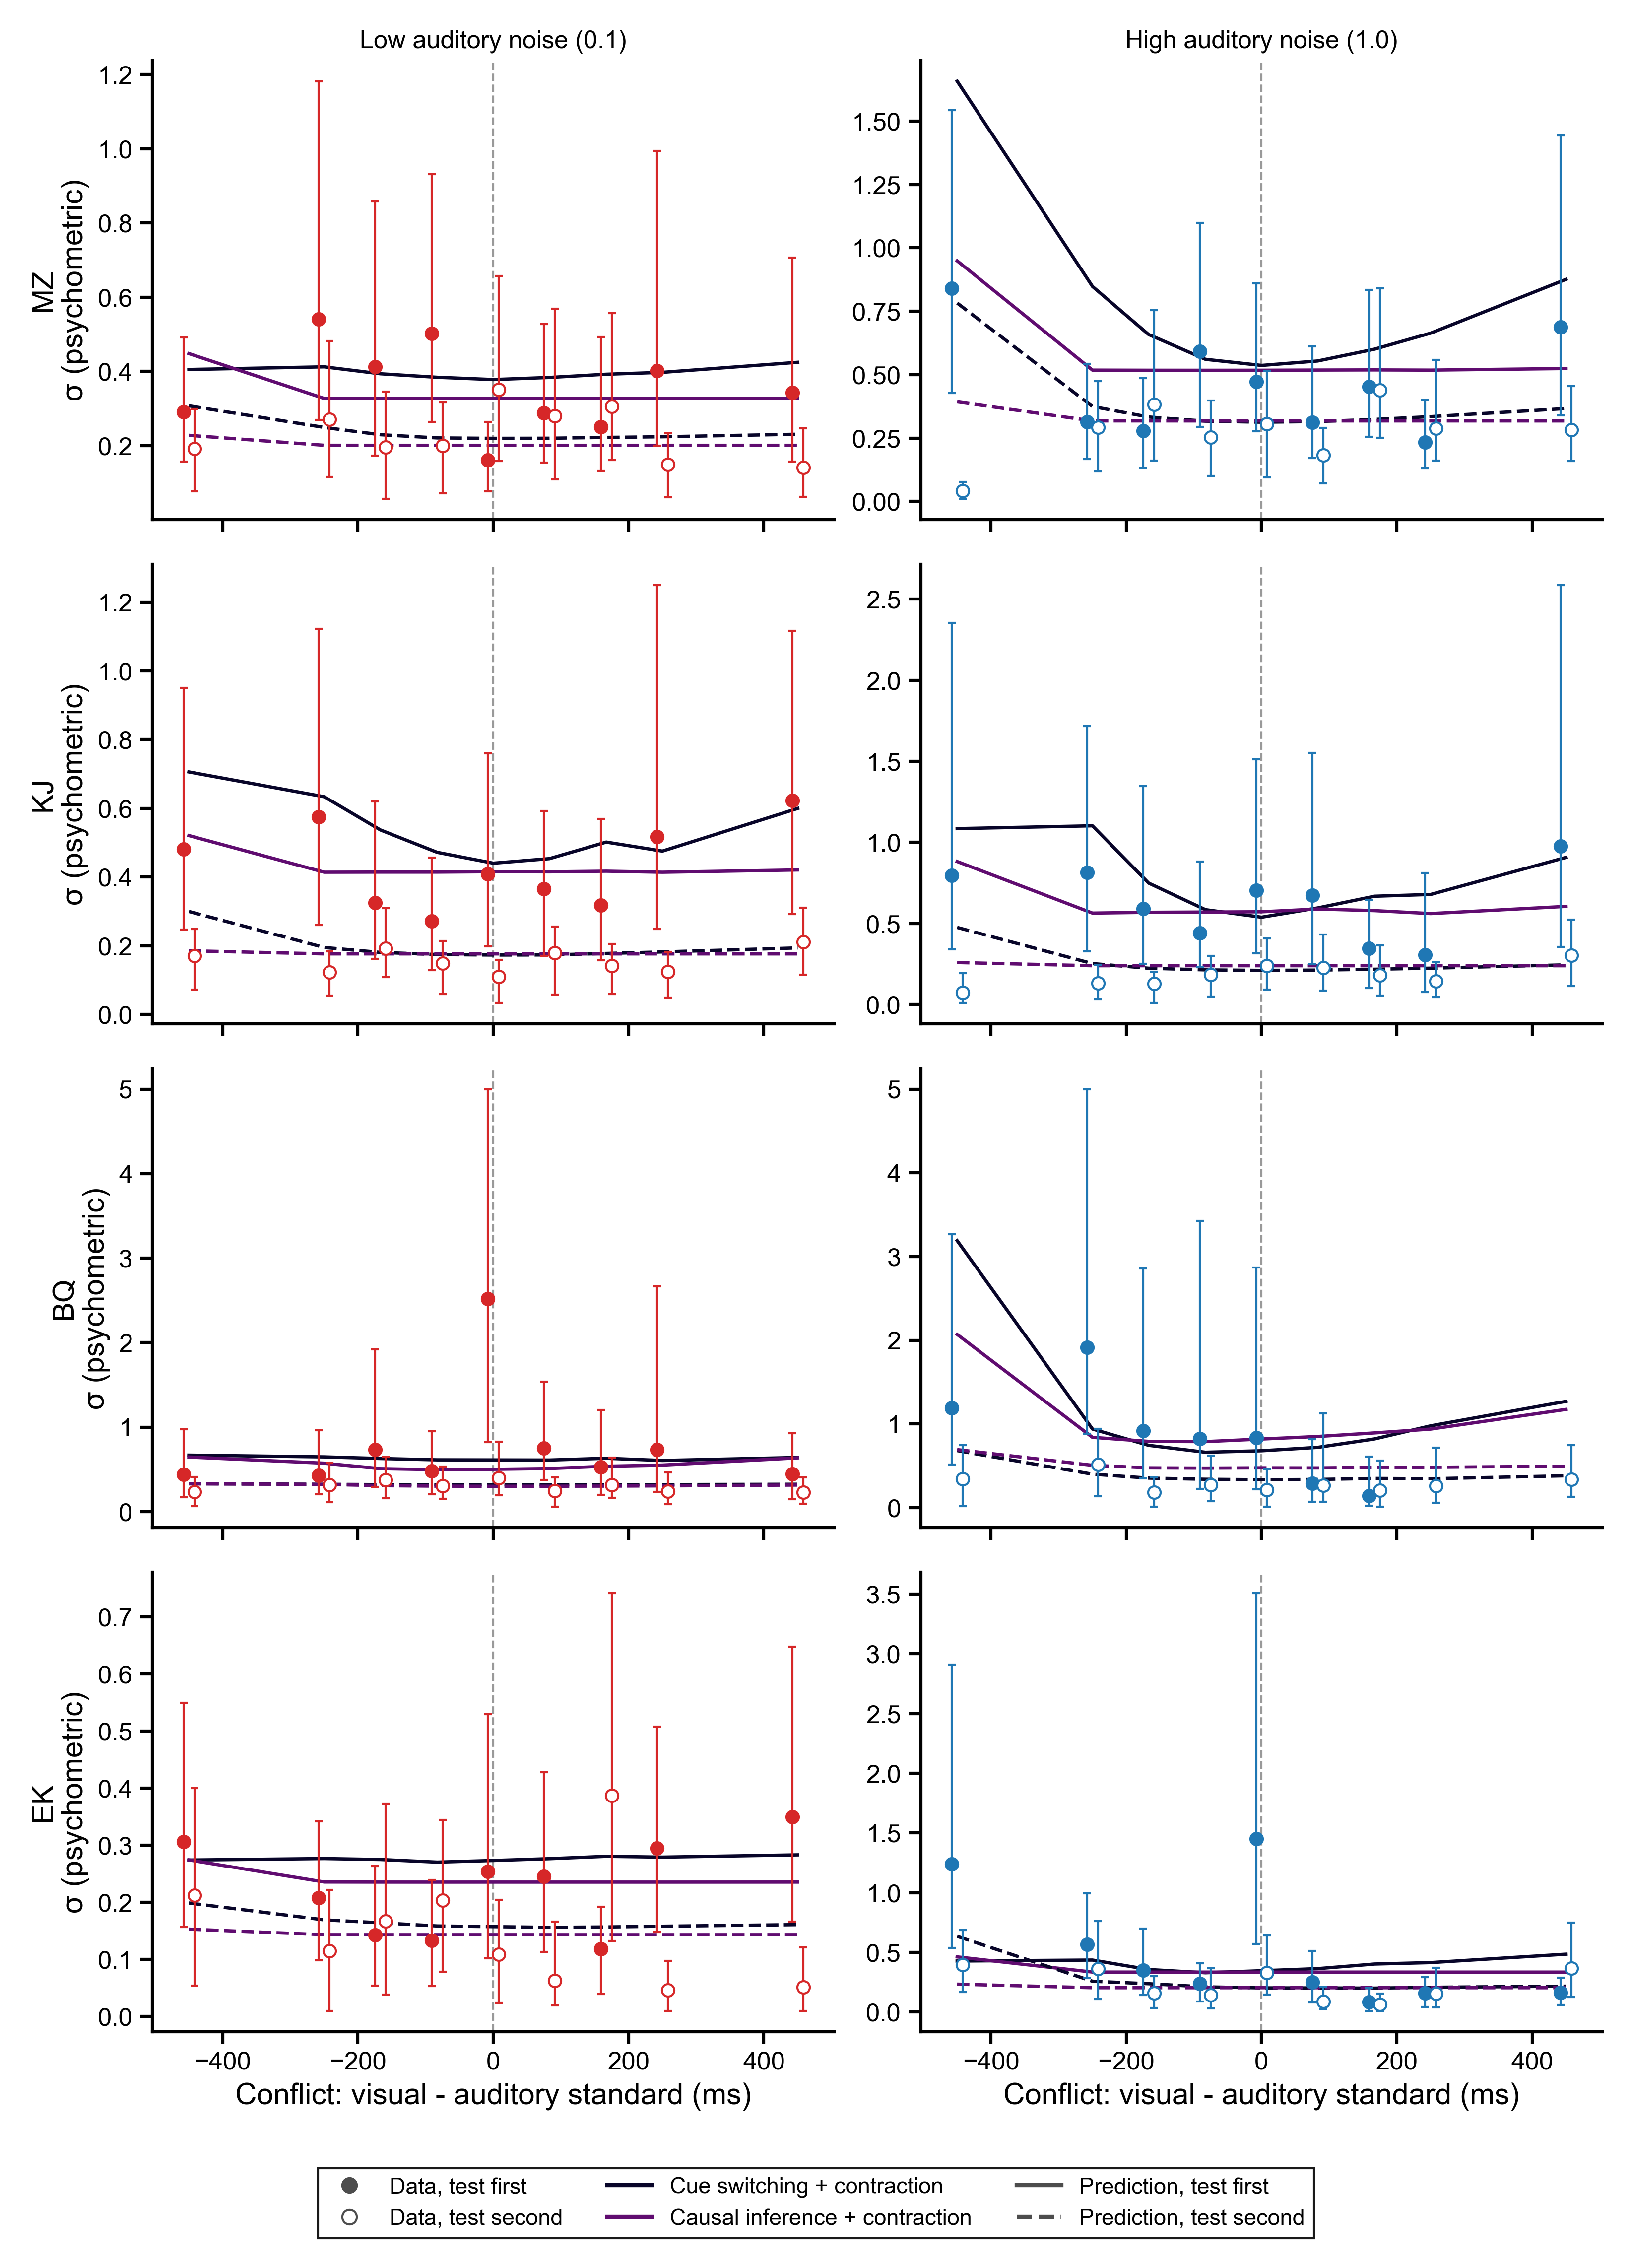 Low auditory noise (0.1)
High auditory noise (1.0)
MZ
σ (psychometric)
1.2
1.0
0.8
0.6
0.4
0.2
1.50
1.25
1.00
0.75
0.50
0.25
0.00
KJ
σ (psychometric)
1.2
1.0
0.8
0.6
0.4
0.2
0.0
2.5
2.0
1.5
1.0
0.5
0.0
BQ
σ (psychometric)
5
4
3
2
1
0
5
4
3
2
1
0
EK
σ (psychometric)
0.7
0.6
0.5
0.4
0.3
0.2
0.1
0.0
3.5
3.0
2.5
2.0
1.5
1.0
0.5
0.0
−400 −200 0 200 400
−400 −200 0 200 400
Conflict: visual - auditory standard (ms)
Conflict: visual - auditory standard (ms)
Data, test first
Data, test second
Cue switching + contraction
Causal inference + contraction
Prediction, test first
Prediction, test second